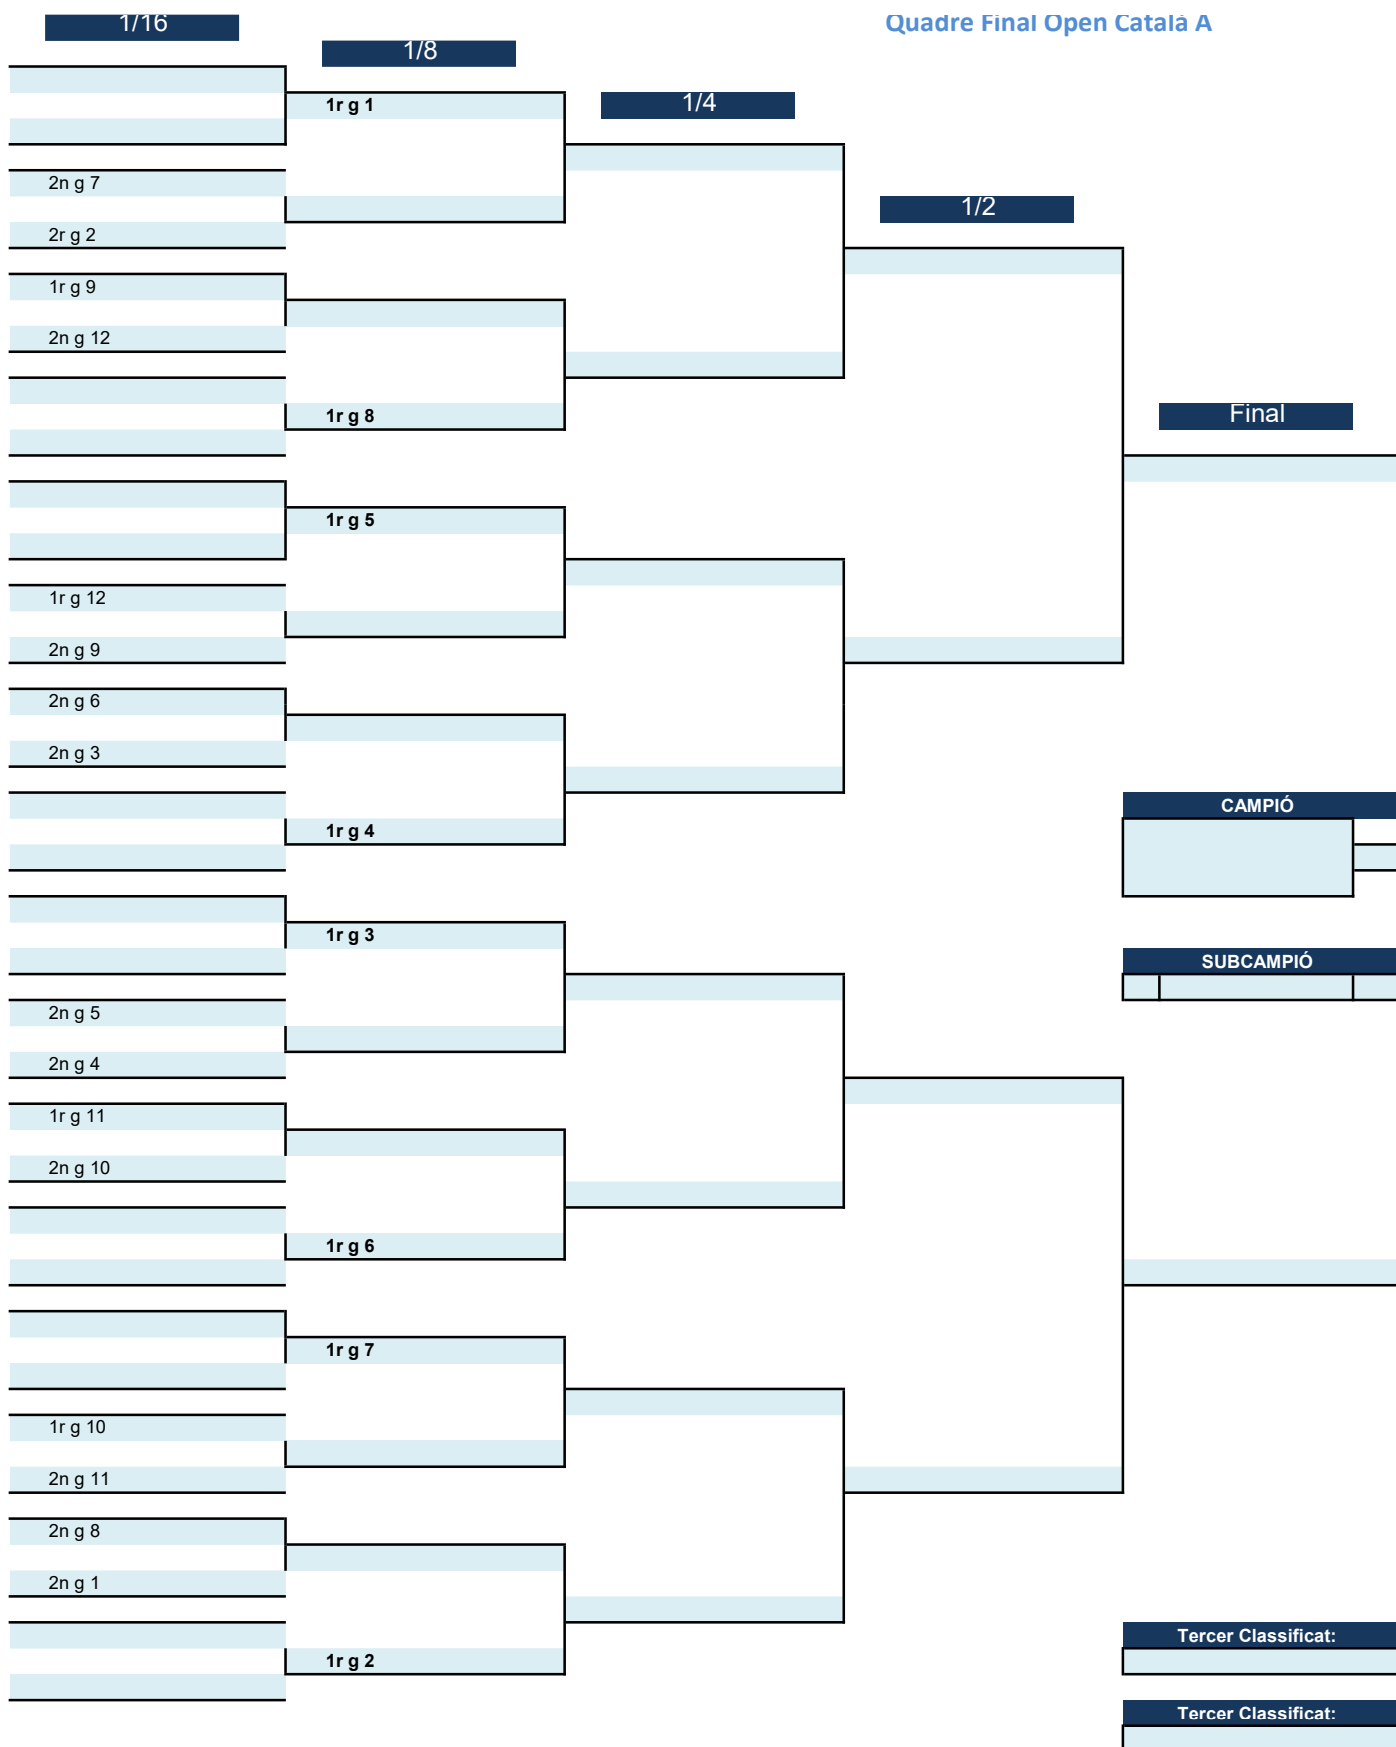 1/16
Quadre Final Open Català A
1/8
1r g 1
1/4
2n g 7
1/2
2r g 2
1r g 9
2n g 12
1r g 8
Final
1r g 5
1r g 12
2n g 9
2n g 6
2n g 3
CAMPIÓ
1r g 4
1r g 3
SUBCAMPIÓ
2n g 5
2n g 4
1r g 11
2n g 10
1r g 6
1r g 7
1r g 10
2n g 11
2n g 8
2n g 1
Tercer Classificat:
1r g 2
Tercer Classificat: